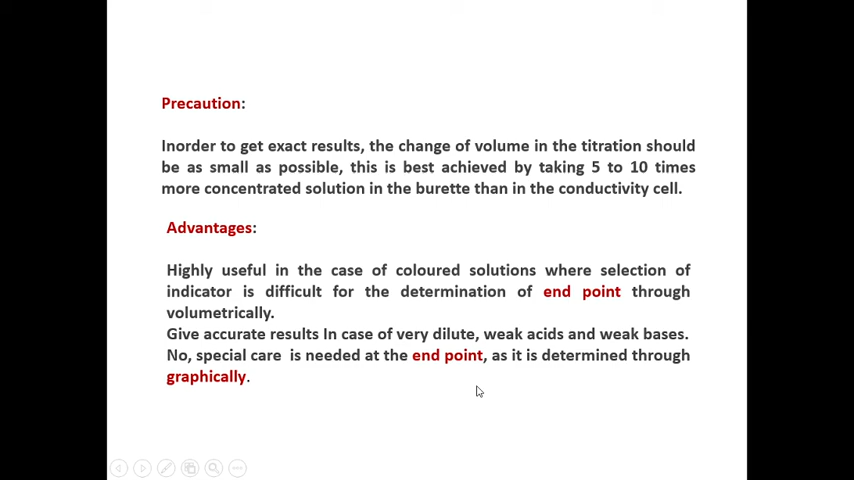 Precaution:
Inorder to get exact results, the change of volume in the titration should
be as small as possible, this is best achieved by taking 5 to 10 times
more concentrated solution in the burette than in the conductivity cell.
Advantages:
Highly useful in the case of coloured solutions where selection of
indicator is difficult for the determination of end point through
volumetrically.
Give accurate results In case of very dilute, weak acids and weak bases.
No, special care is needed at the end point, as it is determined through
graphically.